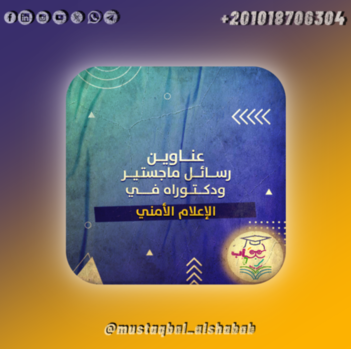 +201018706304
عناوين
رسائل ماجستير
ودكتوراه في
الإعلام الأمني
@mustaqbal_alshabab